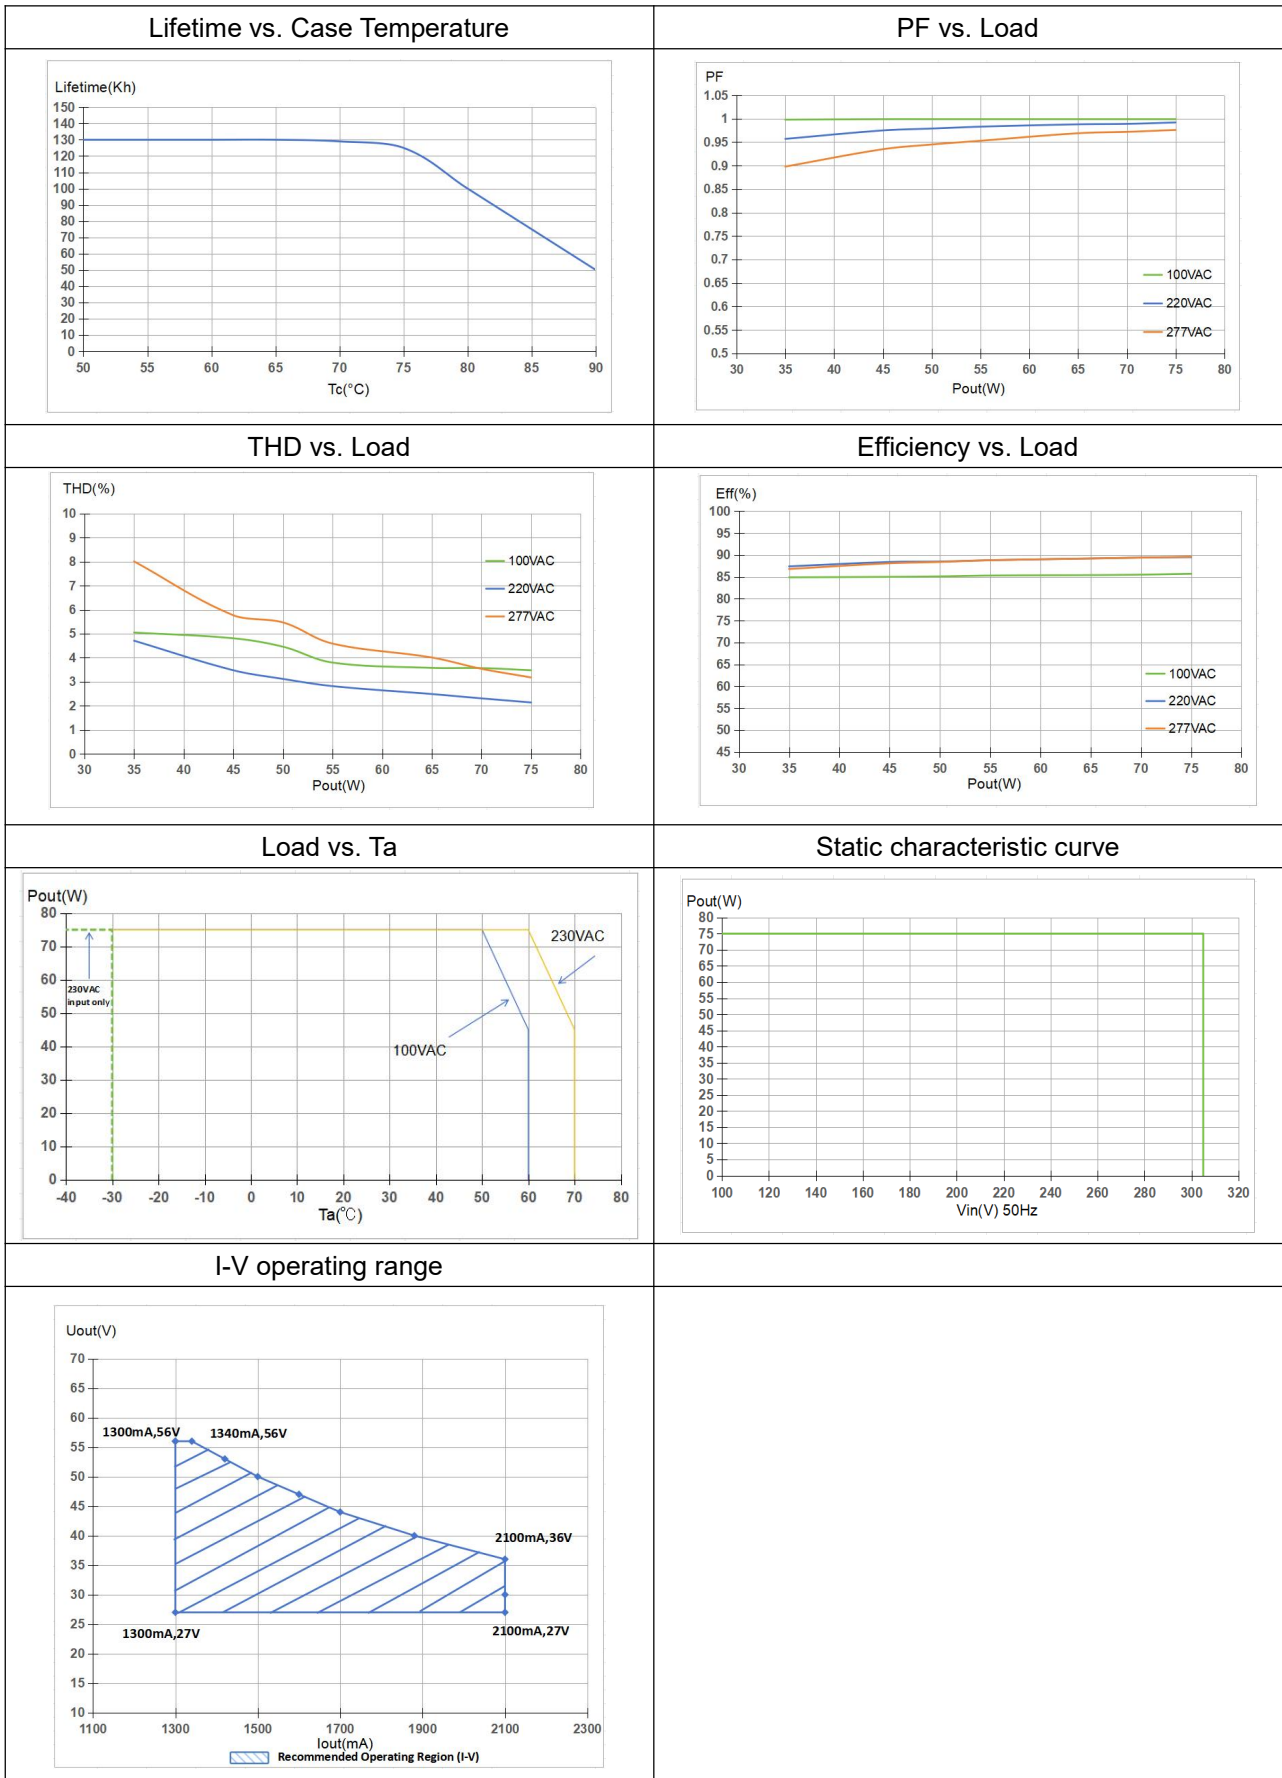 Lifetime vs. Case Temperature
PF vs. Load
Lifetime(Kh)
150
140
130
120
110
100
90
80
70
60
50
40
30
20
10
0
50 55 60 65 70 75 80 85 90
Tc(°C)
PF
1.05
1
0.95
0.9
0.85
0.8
0.75
0.7
0.65
0.6
0.55
0.5
100VAC
220VAC
277VAC
30 35 40 45 50 55 60 65 70 75 80
Pout(W)
THD vs. Load
Efficiency vs. Load
THD(%)
10
9
8
7
6
5
4
3
2
1
0
100VAC
220VAC
277VAC
30 35 40 45 50 55 60 65 70 75 80
Pout(W)
Eff(%)
100
95
90
85
80
75
70
65
60
55
50
45
100VAC
220VAC
277VAC
30 35 40 45 50 55 60 65 70 75 80
Pout(W)
Load vs. Ta
Static characteristic curve
Pout(W)
80
70
60
50
40
30
20
10
0
230VAC
input only
230VAC
100VAC
-40 -30 -20 -10 0 10 20 30 40 50 60 70 80
Ta(℃)
Pout(W)
80
75
70
65
60
55
50
45
40
35
30
25
20
15
10
5
0
100 120 140 160 180 200 220 240 260 280 300 320
Vin(V) 50Hz
I-V operating range
Uout(V)
70
65
60
55
50
45
40
35
30
25
20
15
10
1300mA,56V
1340mA,56V
2100mA,36V
1300mA,27V
2100mA,27V
1100 1300 1500 1700 1900 2100 2300
Iout(mA)
Recommended Operating Region (I-V)